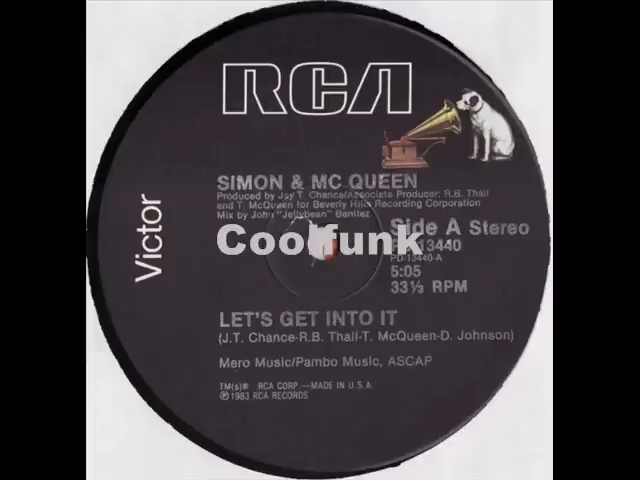 RCA
Victor
SIMON & MC QUEEN
Produced by Jay T. Chance/Associate Producer: R.B. Thall
and T. McQueen for Beverly Hills Recording Corporation
Mix by John "Jellybean" Benitez
Side A Stereo
Coolfunk
13440
PD-13440-A
5:05
33⅓ RPM
LET'S GET INTO IT
(J.T. Chance-R.B. Thall-T. McQueen-D. Johnson)
Mero Music/Pambo Music, ASCAP
TM(s)® RCA CORP.—MADE IN U.S.A.
℗1983 RCA RECORDS